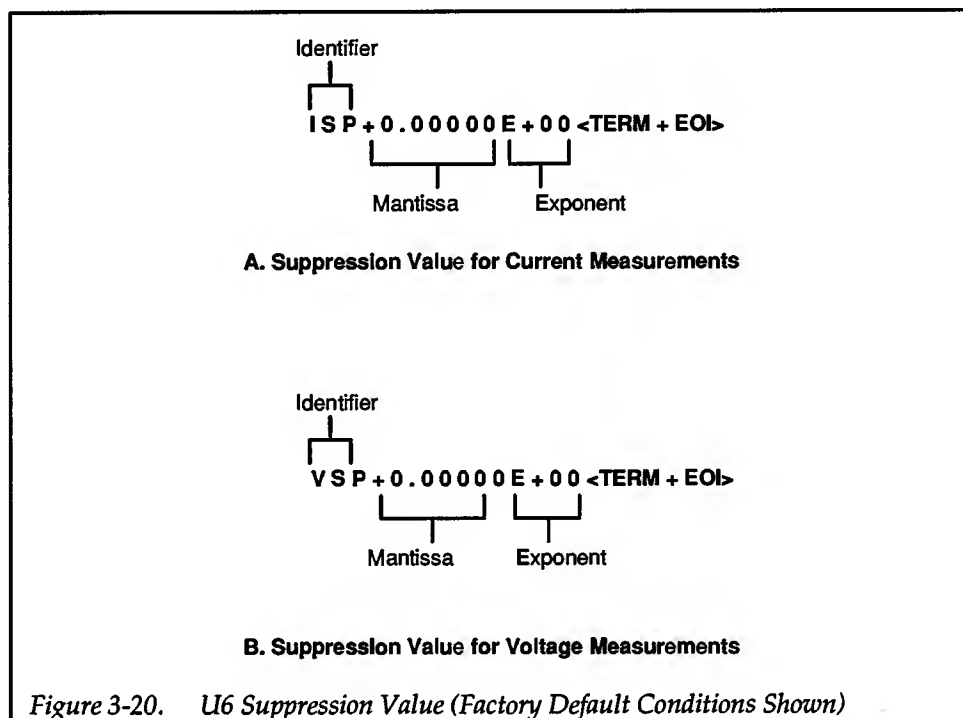 Identifier
ISP+0.00000E+00<TERM + EOI>
Mantissa Exponent
A. Suppression Value for Current Measurements
Identifier
VSP+0.00000E+00<TERM + EOI>
Mantissa Exponent
B. Suppression Value for Voltage Measurements
Figure 3-20. U6 Suppression Value (Factory Default Conditions Shown)